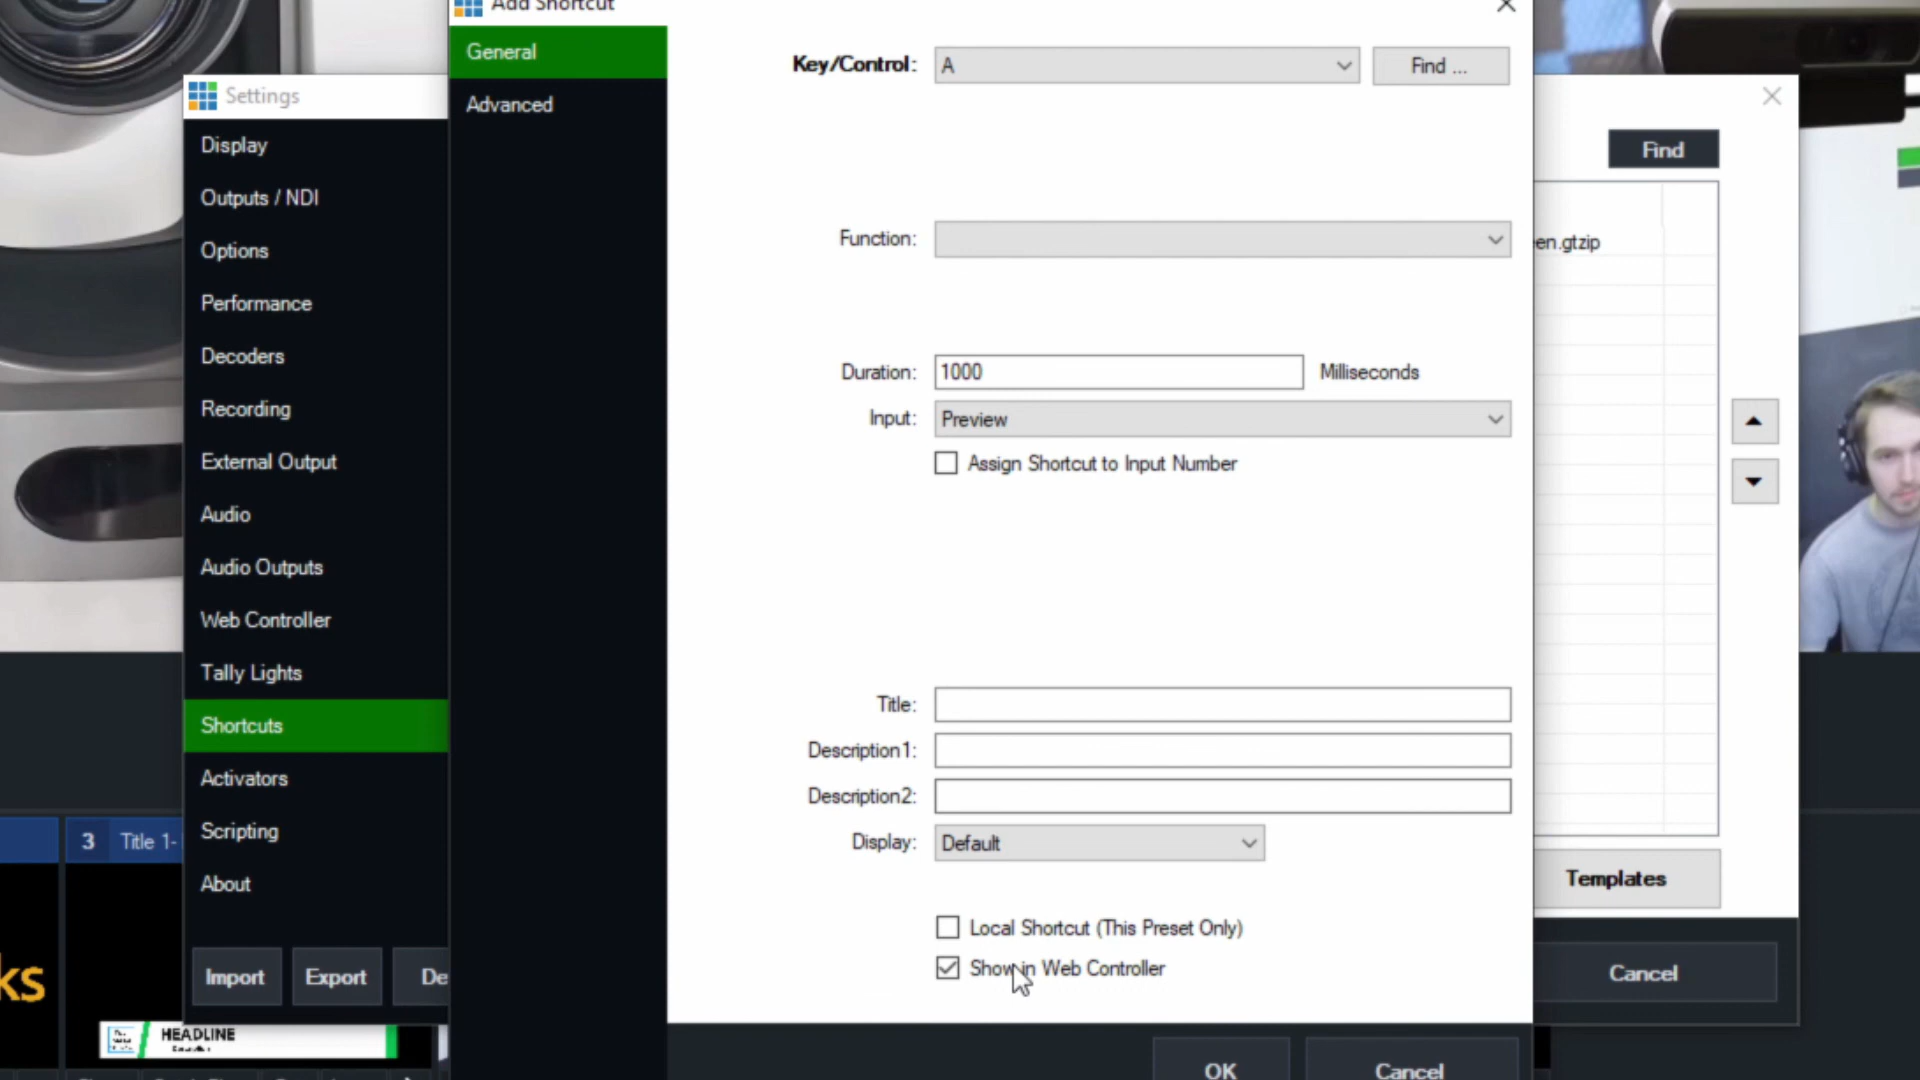 Add Shortcut
General
Advanced
Key/Control:
A
Find ...
Function:
Duration:
1000
Milliseconds
Input:
Preview
Assign Shortcut to Input Number
Title:
Description1:
Description2:
Display:
Default
Local Shortcut (This Preset Only)
Show in Web Controller
OK
Cancel
Settings
Display
Outputs / NDI
Options
Performance
Decoders
Recording
External Output
Audio
Audio Outputs
Web Controller
Tally Lights
Shortcuts
Activators
Scripting
About
Import
Export
De
Find
en.gtzip
Templates
Cancel
3
Title 1-
ks
HEADLINE